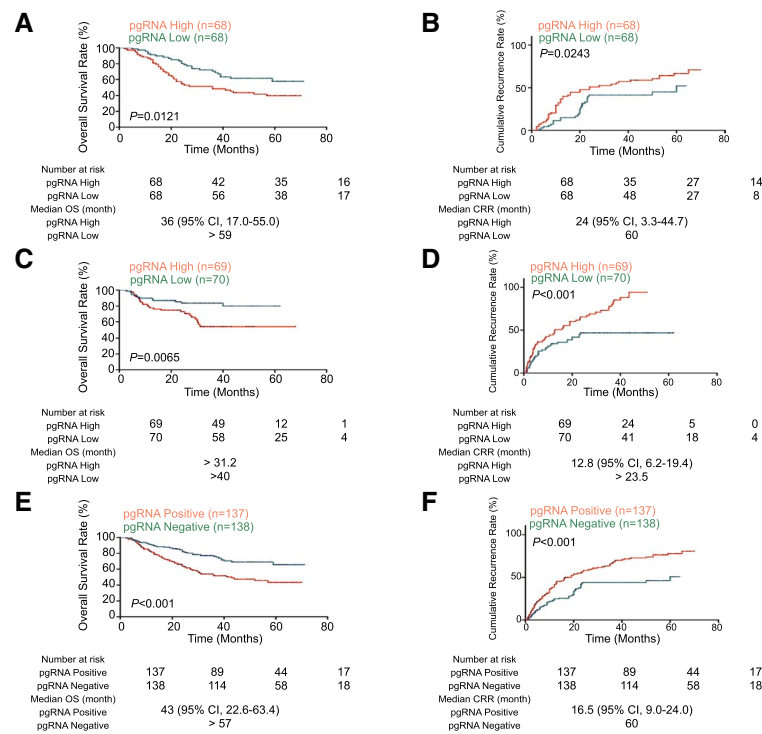 A
pgRNA High (n=68)
pgRNA Low (n=68)
Overall Survival Rate (%)
100
80
60
40
20
0
P=0.0121
0 20 40 60 80
Time (Months)
Number at risk
pgRNA High 68 42 35 16
pgRNA Low 68 56 38 17
Median OS (month)
pgRNA High 36 (95% CI, 17.0-55.0)
pgRNA Low > 59
B
pgRNA High (n=68)
pgRNA Low (n=68)
Cumulative Recurrence Rate (%)
100
50
0
P=0.0243
0 20 40 60 80
Time (Months)
Number at risk
pgRNA High 68 35 27 14
pgRNA Low 68 48 27 8
Median CRR (month)
pgRNA High 24 (95% CI, 3.3-44.7)
pgRNA Low 60
C
pgRNA High (n=69)
pgRNA Low (n=70)
Overall Survival Rate (%)
100
80
60
40
20
0
P=0.0065
0 20 40 60 80
Time (Months)
Number at risk
pgRNA High 69 49 12 1
pgRNA Low 70 58 25 4
Median OS (month)
pgRNA High > 31.2
pgRNA Low >40
D
pgRNA High (n=69)
pgRNA Low (n=70)
Cumulative Recurrence Rate (%)
100
50
0
P<0.001
0 20 40 60 80
Time (Months)
Number at risk
pgRNA High 69 24 5 0
pgRNA Low 70 41 18 4
Median CRR (month)
pgRNA High 12.8 (95% CI, 6.2-19.4)
pgRNA Low > 23.5
E
pgRNA Positive (n=137)
pgRNA Negative (n=138)
Overall Survival Rate (%)
100
80
60
40
20
0
P<0.001
0 20 40 60 80
Time (Months)
Number at risk
pgRNA Positive 137 89 44 17
pgRNA Negative 138 114 58 18
Median OS (month)
pgRNA Positive 43 (95% CI, 22.6-63.4)
pgRNA Negative > 57
F
pgRNA Positive (n=137)
pgRNA Negative (n=138)
Cumulative Recurrence Rate (%)
100
50
0
P<0.001
0 20 40 60 80
Time (Months)
Number at risk
pgRNA Positive 137 89 44 17
pgRNA Negative 138 114 58 18
Median CRR (month)
pgRNA Positive 16.5 (95% CI, 9.0-24.0)
pgRNA Negative 60